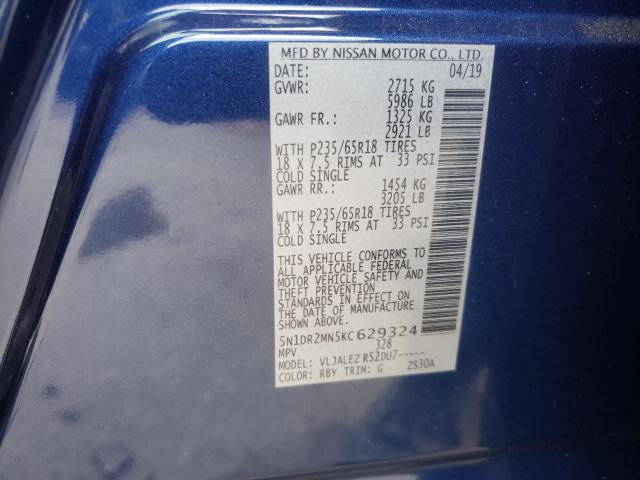 MFD BY NISSAN MOTOR CO., LTD.
DATE: 04/19
GVWR: 2715 KG
5986 LB
GAWR FR.: 1325 KG
2921 LB
WITH P235/65R18 TIRES
18 X 7.5 RIMS AT 33 PSI
COLD SINGLE
GAWR RR.: 1454 KG
3205 LB
WITH P235/65R18 TIRES
18 X 7.5 RIMS AT 33 PSI
COLD SINGLE
THIS VEHICLE CONFORMS TO
ALL APPLICABLE FEDERAL
MOTOR VEHICLE SAFETY AND
THEFT PREVENTION
STANDARDS IN EFFECT ON
THE DATE OF MANUFACTURE
SHOWN ABOVE.
5N1DR2MN5KC629324
MPV 328
MODEL: VLJALEZ R52DU7-----
COLOR: RBY TRIM: G ZS30A